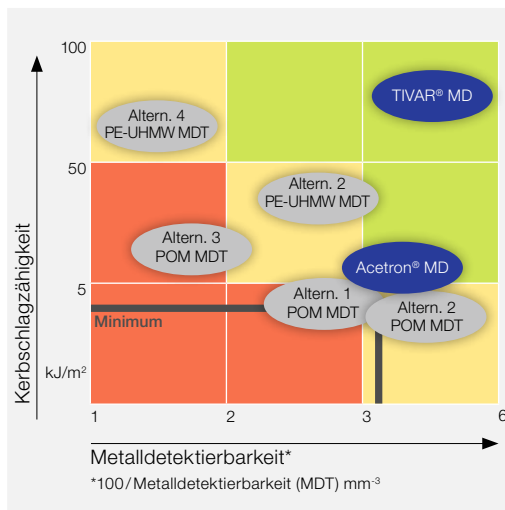 100
TIVAR® MD
Altern. 4
PE-UHMW MDT
50
Altern. 2
PE-UHMW MDT
Altern. 3
POM MDT
Acetron® MD
5
Altern. 1
POM MDT
Altern. 2
POM MDT
Minimum
kJ/m²
Kerbschlagzähigkeit
1
2
3
6
Metalldetektierbarkeit*
*100/Metalldetektierbarkeit (MDT) mm⁻³